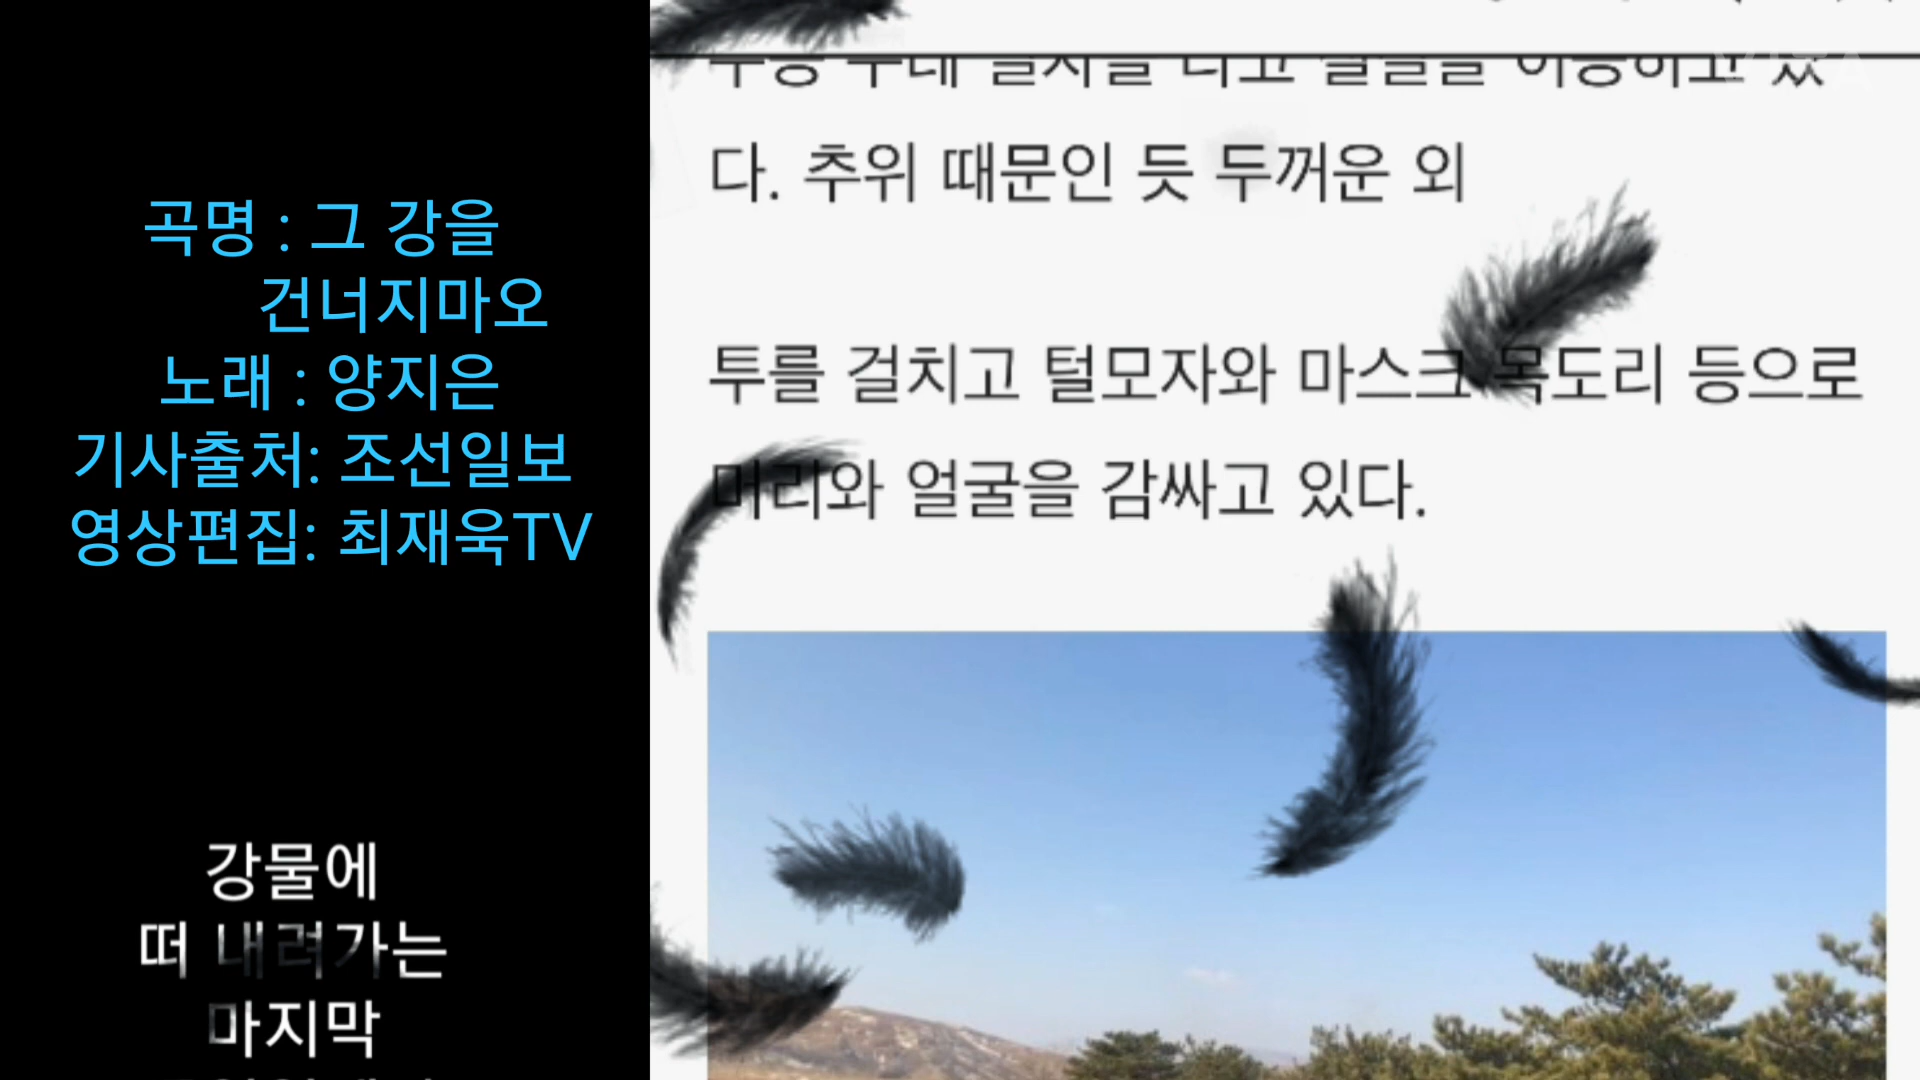 곡명 : 그 강을
건너지마오
노래 : 양지은
기사출처: 조선일보
영상편집: 최재욱TV
강물에
떠 내려가는
마지막
다. 추위 때문인 듯 두꺼운 외
투를 걸치고 털모자와 마스크 목도리 등으로
머리와 얼굴을 감싸고 있다.